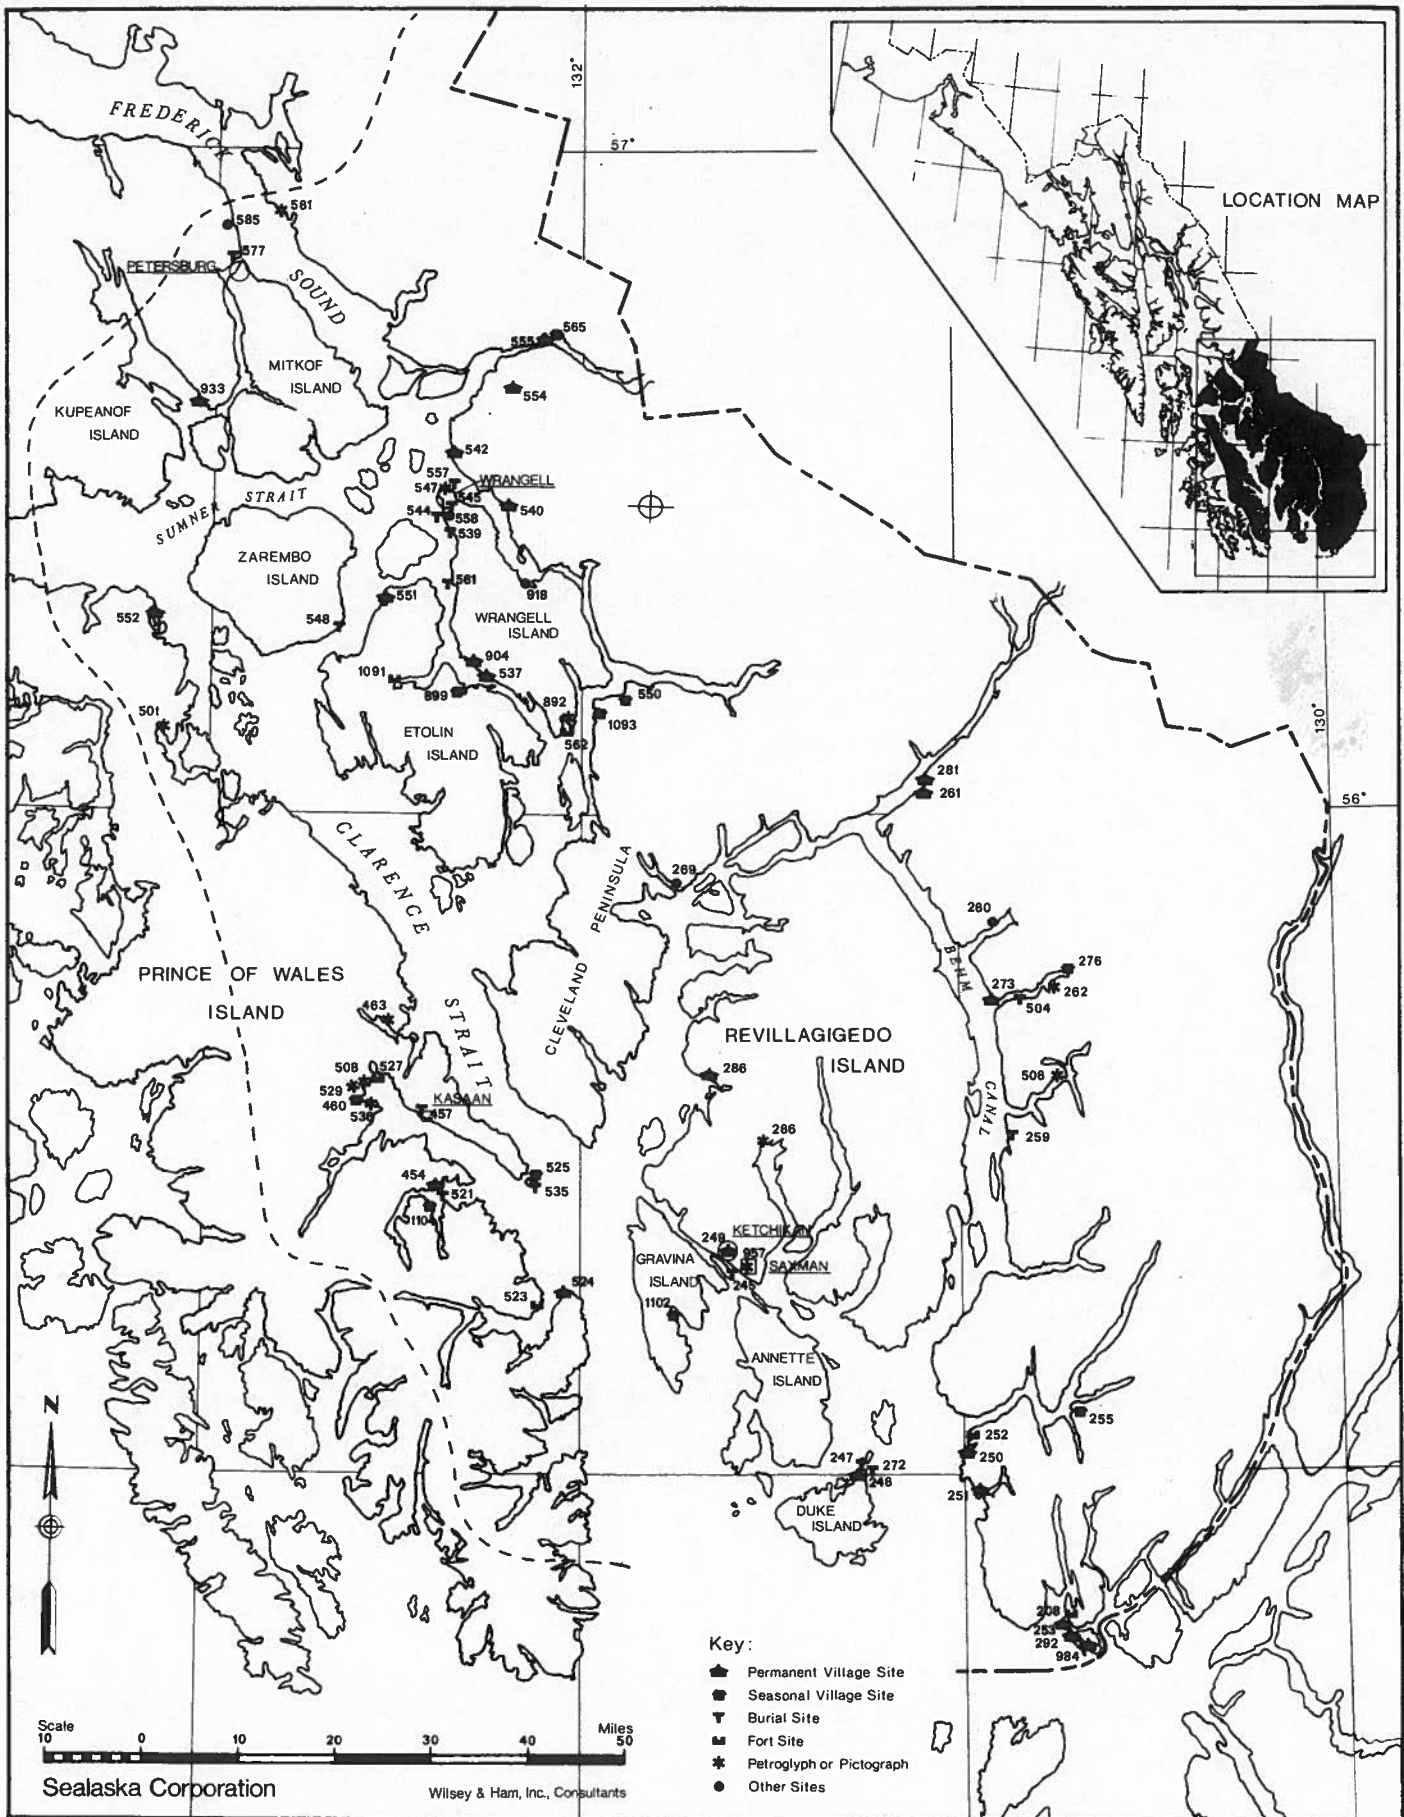 132°
57°
LOCATION MAP
FREDERICK
585
561
577
PETERSBURG
SOUND
565
555
MITKOF
ISLAND
554
933
KUPEANOF
ISLAND
542
557
WRANGELL
547
545
540
544
558
539
SUMNER STRAIT
ZAREMBO
ISLAND
561
918
551
552
548
WRANGELL
ISLAND
904
1091
537
899
892
550
501
1093
562
ETOLIN
ISLAND
130°
281
261
56°
CLARENCE
STRAIT
CLEVELAND PENINSULA
269
260
BEHM
CANAL
276
273
262
504
PRINCE OF WALES
ISLAND
463
REVILLAGIGEDO
ISLAND
508
527
529
460
KASAAN
457
286
506
286
259
525
535
454
521
1104
KETCHIKAN
249
957
SAXMAN
245
GRAVINA
ISLAND
1102
524
523
ANNETTE
ISLAND
N
255
252
250
251
247
272
248
DUKE
ISLAND
208
253
292
984
Key:
Permanent Village Site
Seasonal Village Site
Burial Site
Fort Site
Petroglyph or Pictograph
Other Sites
Scale
Miles
10 0 10 20 30 40 50
Sealaska Corporation
Wilsey & Ham, Inc., Consultants